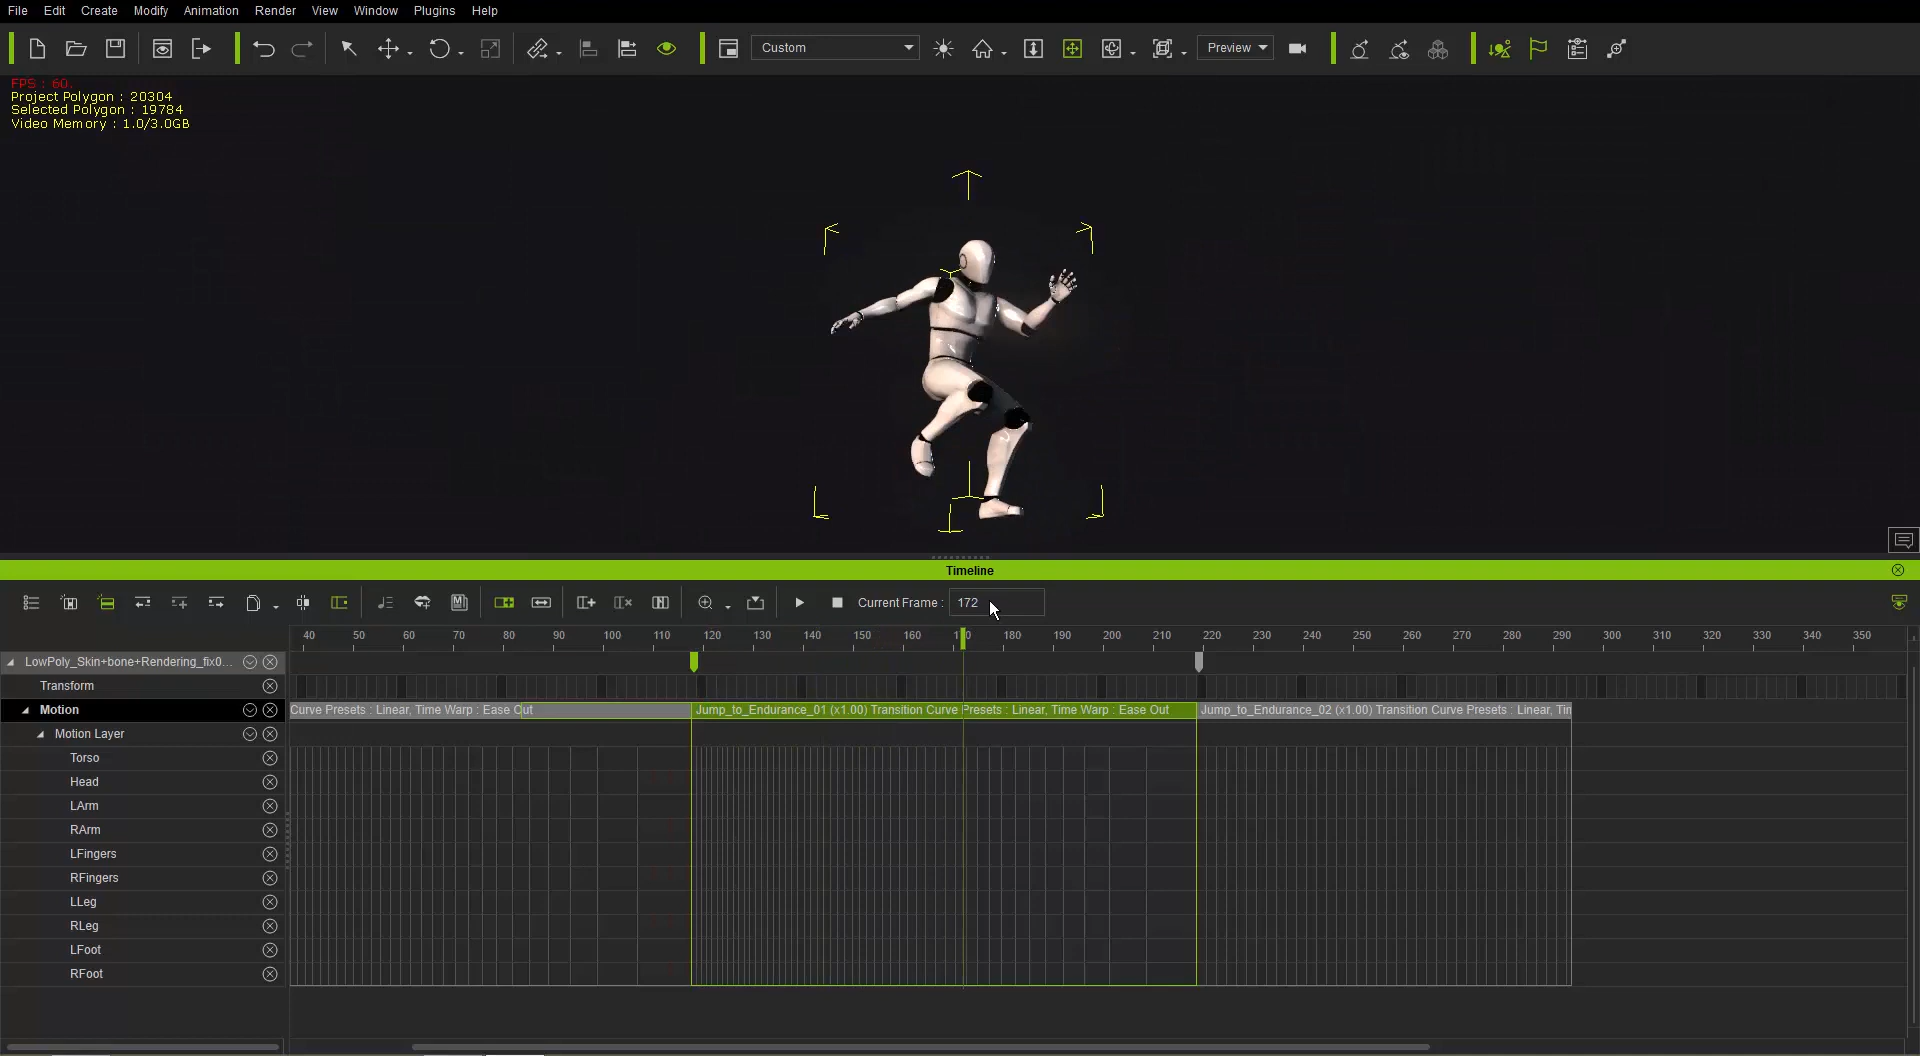 File Edit Create Modify Animation Render View Window Plugins Help
Custom Preview
FPS : 60.
Project Polygon : 20304
Selected Polygon : 19784
Video Memory : 1.0/3.0GB
Timeline
Current Frame : 172
40 50 60 70 80 90 100 110 120 130 140 150 160 180 190 200 210 220 230 240 250 260 270 280 290 300 310 320 330 340 350
LowPoly_Skin+bone+Rendering_fix0...
Transform
Motion Curve Presets : Linear, Time Warp : Ease Out Jump_to_Endurance_01 (x1.00) Transition Curve Presets : Linear, Time Warp : Ease Out Jump_to_Endurance_02 (x1.00) Transition Curve Presets : Linear,
Motion Layer
Torso
Head
LArm
RArm
LFingers
RFingers
LLeg
RLeg
LFoot
RFoot